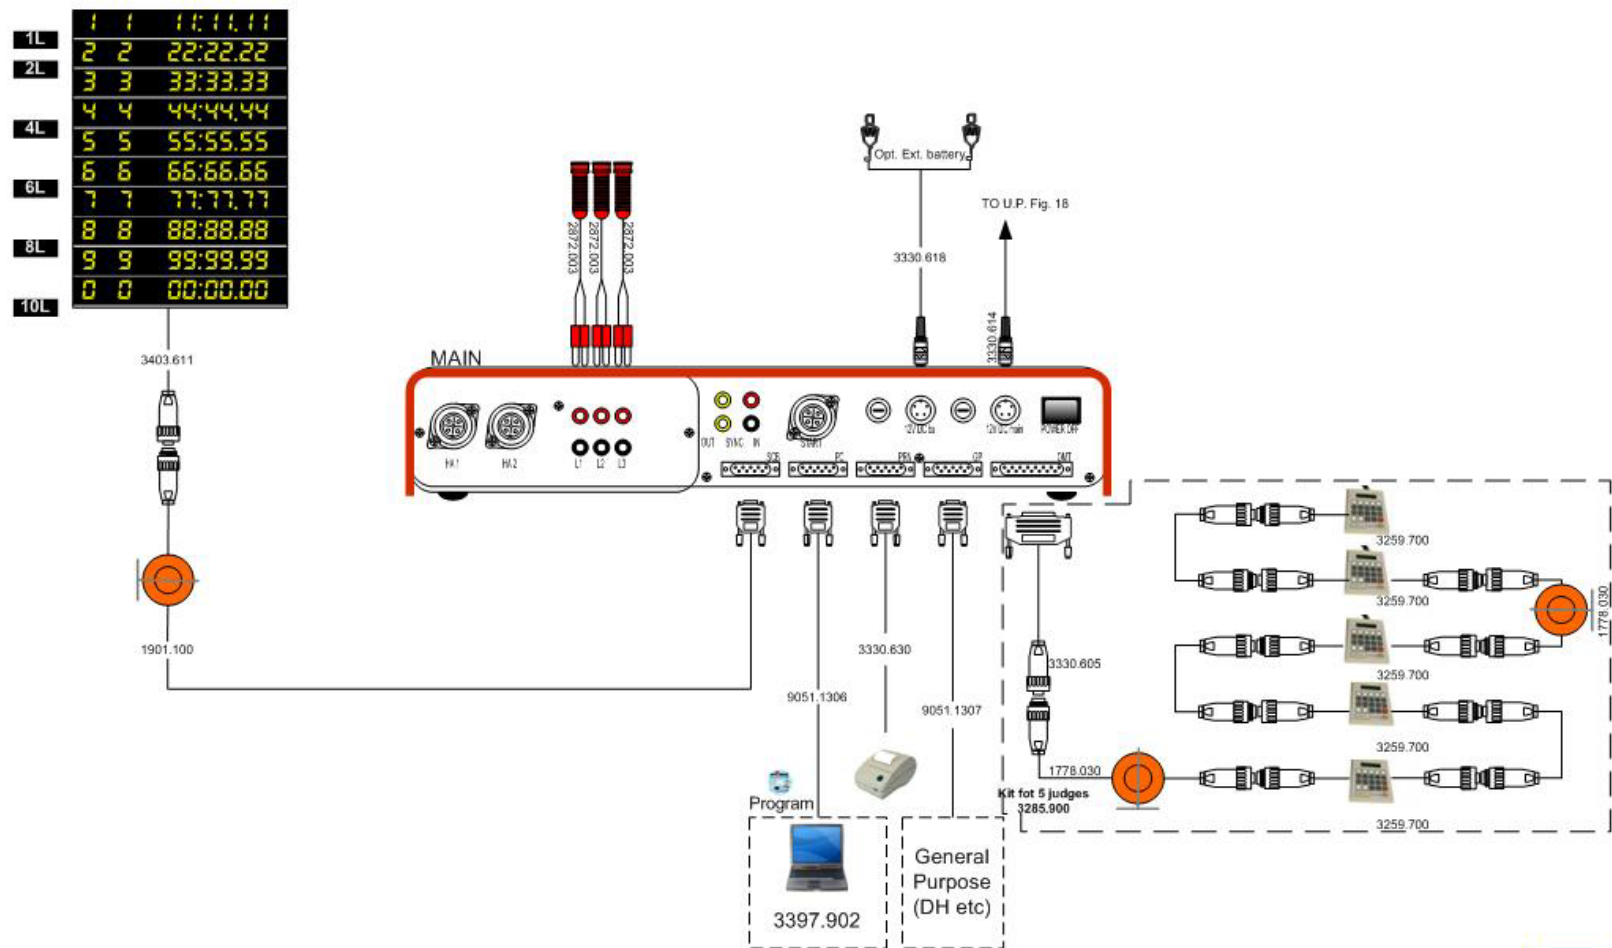 1 1 11:11.11
1L
2 2 22:22.22
2L
3 3 33:33.33
4 4 44:44.44
4L
5 5 55:55.55
6 6 66:66.66
6L
7 7 77:77.77
8 8 88:88.88
8L
9 9 99:99.99
0 0 00:00.00
10L
3403.611
1901.100
2872.003
2872.003
2872.003
Opt. Ext. battery
3330.618
TO U.P. Fig. 18
3330.614
MAIN
HA1
HA2
L1
L2
L3
OUT
SYNC
IN
START
12V DC main
POWER OFF
SCB
PC
PRN
GP
9051.1306
3330.630
9051.1307
3330.605
1778.030
Kit fot 5 judges
3285.900
3259.700
3259.700
3259.700
3259.700
3259.700
1778.030
Program
3397.902
General
Purpose
(DH etc)